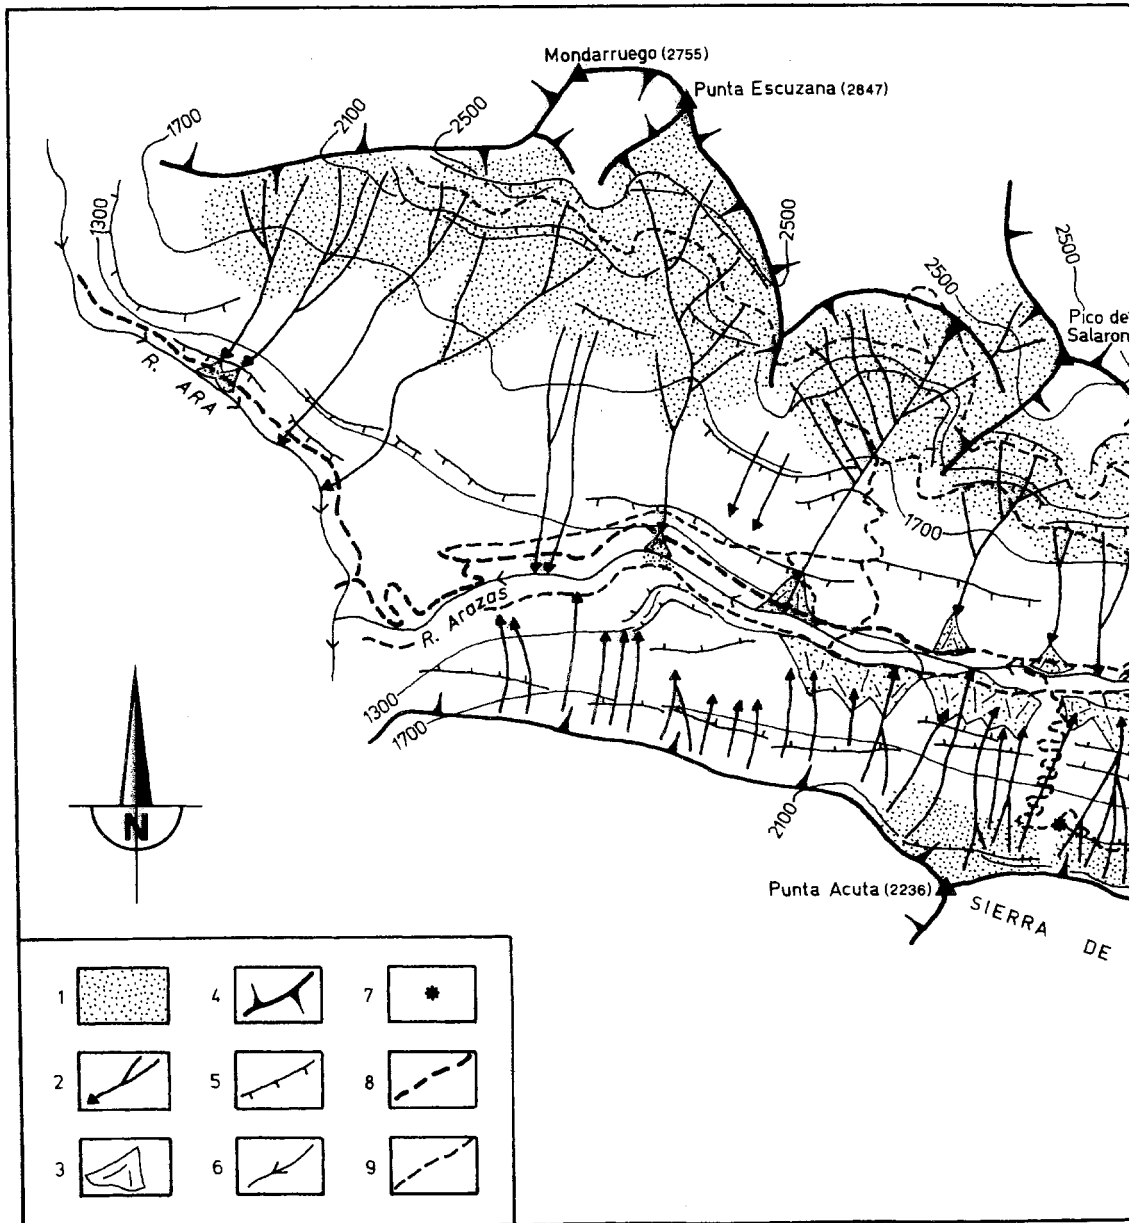 Mondarruego (2755)
Punta Escuzana (2847)
1700
2100
2500
1300
2500
2500
2500
Pico de
Salaron
R. ARA
1700
R. Arazas
1300
1700
2100
N
Punta Acuta (2236)
SIERRA DE
1
4
7
2
5
8
3
6
9